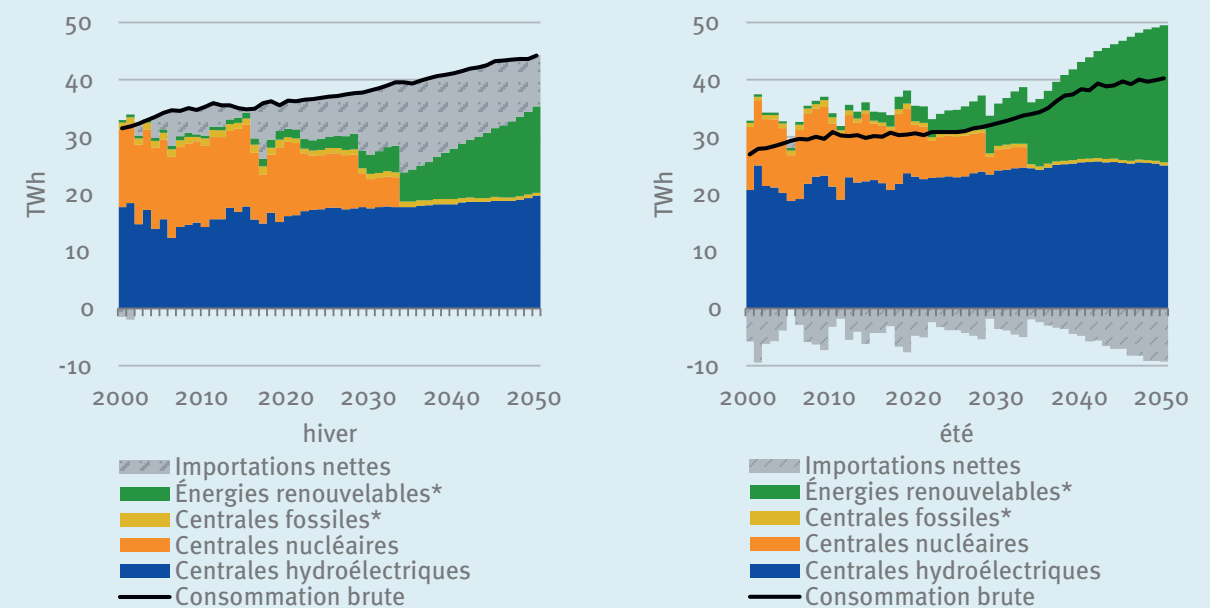 TWh
50
40
30
20
10
0
-10
2000 2010 2020 2030 2040 2050
hiver
Importations nettes
Énergies renouvelables*
Centrales fossiles*
Centrales nucléaires
Centrales hydroélectriques
Consommation brute
TWh
50
40
30
20
10
0
-10
2000 2010 2020 2030 2040 2050
été
Importations nettes
Énergies renouvelables*
Centrales fossiles*
Centrales nucléaires
Centrales hydroélectriques
Consommation brute